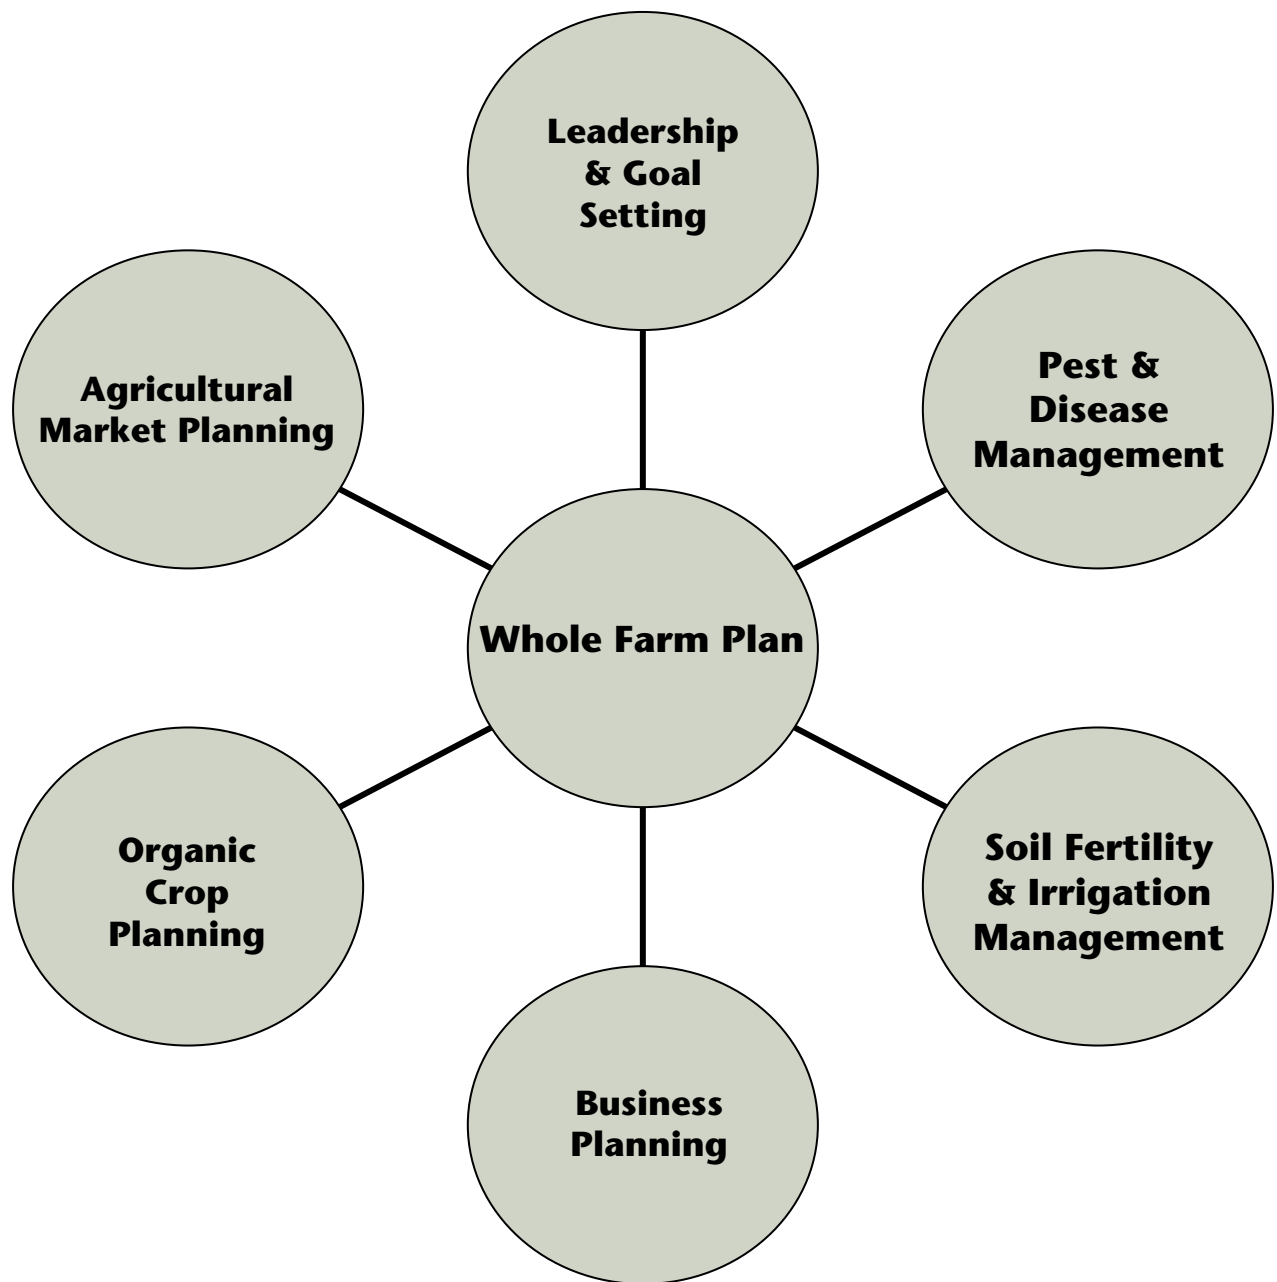 Leadership
& Goal
Setting
Agricultural
Market Planning
Pest &
Disease
Management
Whole Farm Plan
Organic
Crop
Planning
Soil Fertility
& Irrigation
Management
Business
Planning